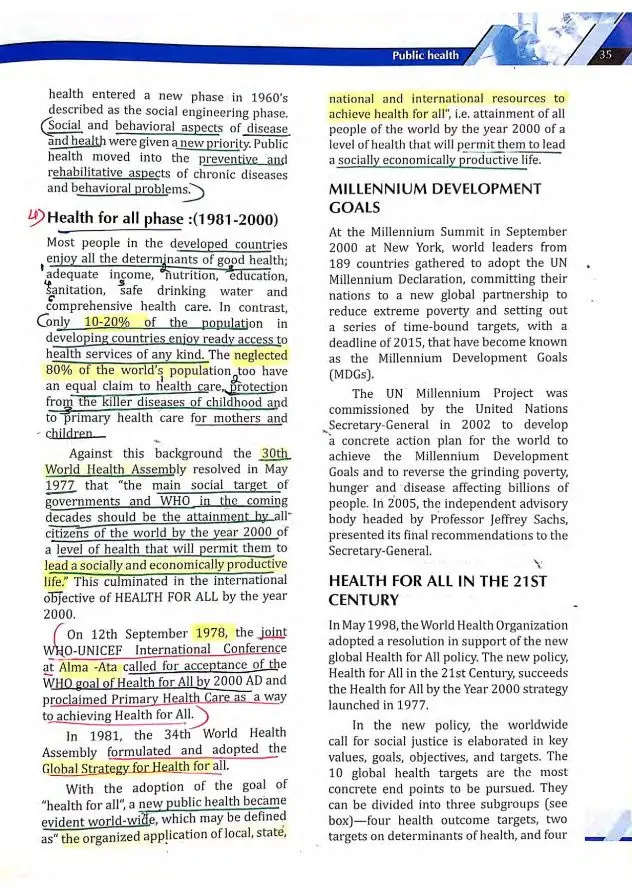 Public health
35
health entered a new phase in 1960's
described as the social engineering phase.
Social and behavioral aspects of disease
and health were given a new priority. Public
health moved into the preventive and
rehabilitative aspects of chronic diseases
and behavioral problems.
4) Health for all phase :(1981-2000)
Most people in the developed countries
enjoy all the determinants of good health;
adequate income, nutrition, education,
sanitation, safe drinking water and
comprehensive health care. In contrast,
only 10-20% of the population in
developing countries enjoy ready access to
health services of any kind. The neglected
80% of the world's population too have
an equal claim to health care, protection
from the killer diseases of childhood and
to primary health care for mothers and
children.
Against this background the 30th
World Health Assembly resolved in May
1977 that "the main social target of
governments and WHO in the coming
decades should be the attainment by all
citizens of the world by the year 2000 of
a level of health that will permit them to
lead a socially and economically productive
life." This culminated in the international
objective of HEALTH FOR ALL by the year
2000.
On 12th September 1978, the joint
WHO-UNICEF International Conference
at Alma -Ata called for acceptance of the
WHO goal of Health for All by 2000 AD and
proclaimed Primary Health Care as a way
to achieving Health for All.
In 1981, the 34th World Health
Assembly formulated and adopted the
Global Strategy for Health for all.
With the adoption of the goal of
"health for all", a new public health became
evident world-wide, which may be defined
as" the organized application of local, state,
national and international resources to
achieve health for all", i.e. attainment of all
people of the world by the year 2000 of a
level of health that will permit them to lead
a socially economically productive life.
MILLENNIUM DEVELOPMENT
GOALS
At the Millennium Summit in September
2000 at New York, world leaders from
189 countries gathered to adopt the UN
Millennium Declaration, committing their
nations to a new global partnership to
reduce extreme poverty and setting out
a series of time-bound targets, with a
deadline of 2015, that have become known
as the Millennium Development Goals
(MDGs).
The UN Millennium Project was
commissioned by the United Nations
Secretary-General in 2002 to develop
a concrete action plan for the world to
achieve the Millennium Development
Goals and to reverse the grinding poverty,
hunger and disease affecting billions of
people. In 2005, the independent advisory
body headed by Professor Jeffrey Sachs,
presented its final recommendations to the
Secretary-General.
HEALTH FOR ALL IN THE 21ST
CENTURY
In May 1998, the World Health Organization
adopted a resolution in support of the new
global Health for All policy. The new policy,
Health for All in the 21st Century, succeeds
the Health for All by the Year 2000 strategy
launched in 1977.
In the new policy, the worldwide
call for social justice is elaborated in key
values, goals, objectives, and targets. The
10 global health targets are the most
concrete end points to be pursued. They
can be divided into three subgroups (see
box)—four health outcome targets, two
targets on determinants of health, and four